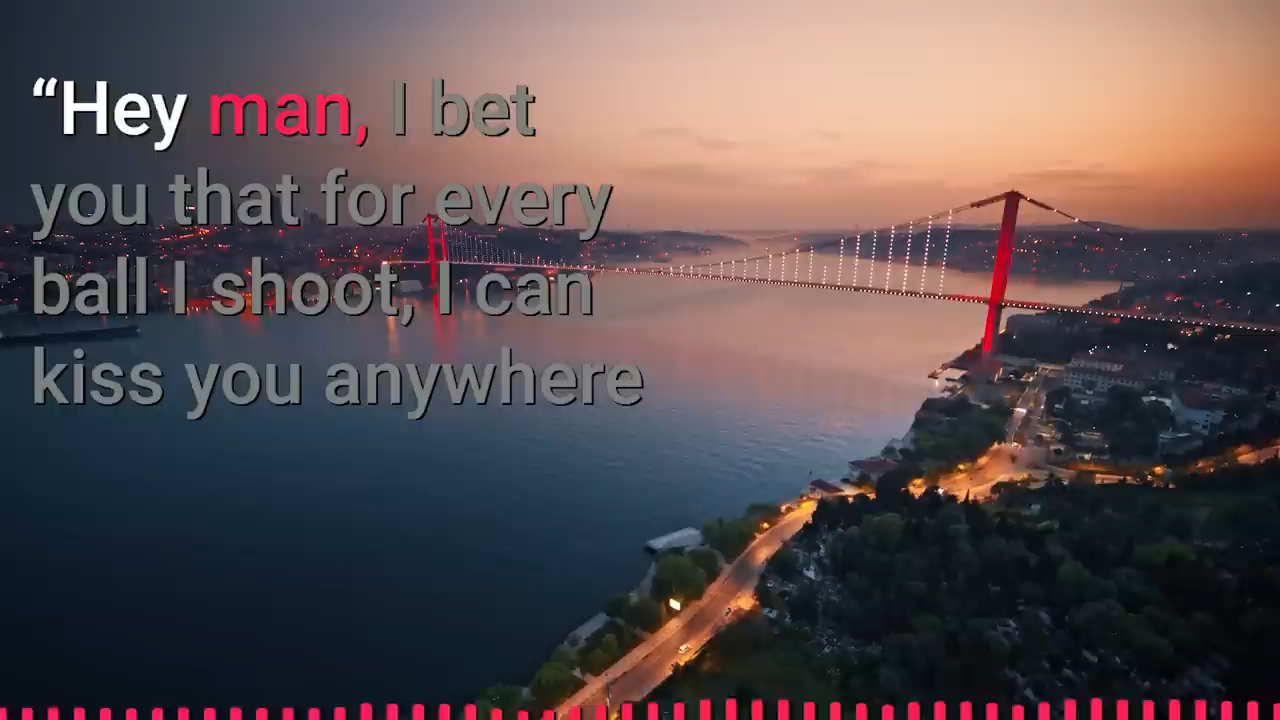 “Hey man, I bet
you that for every
ball I shoot, I can
kiss you anywhere